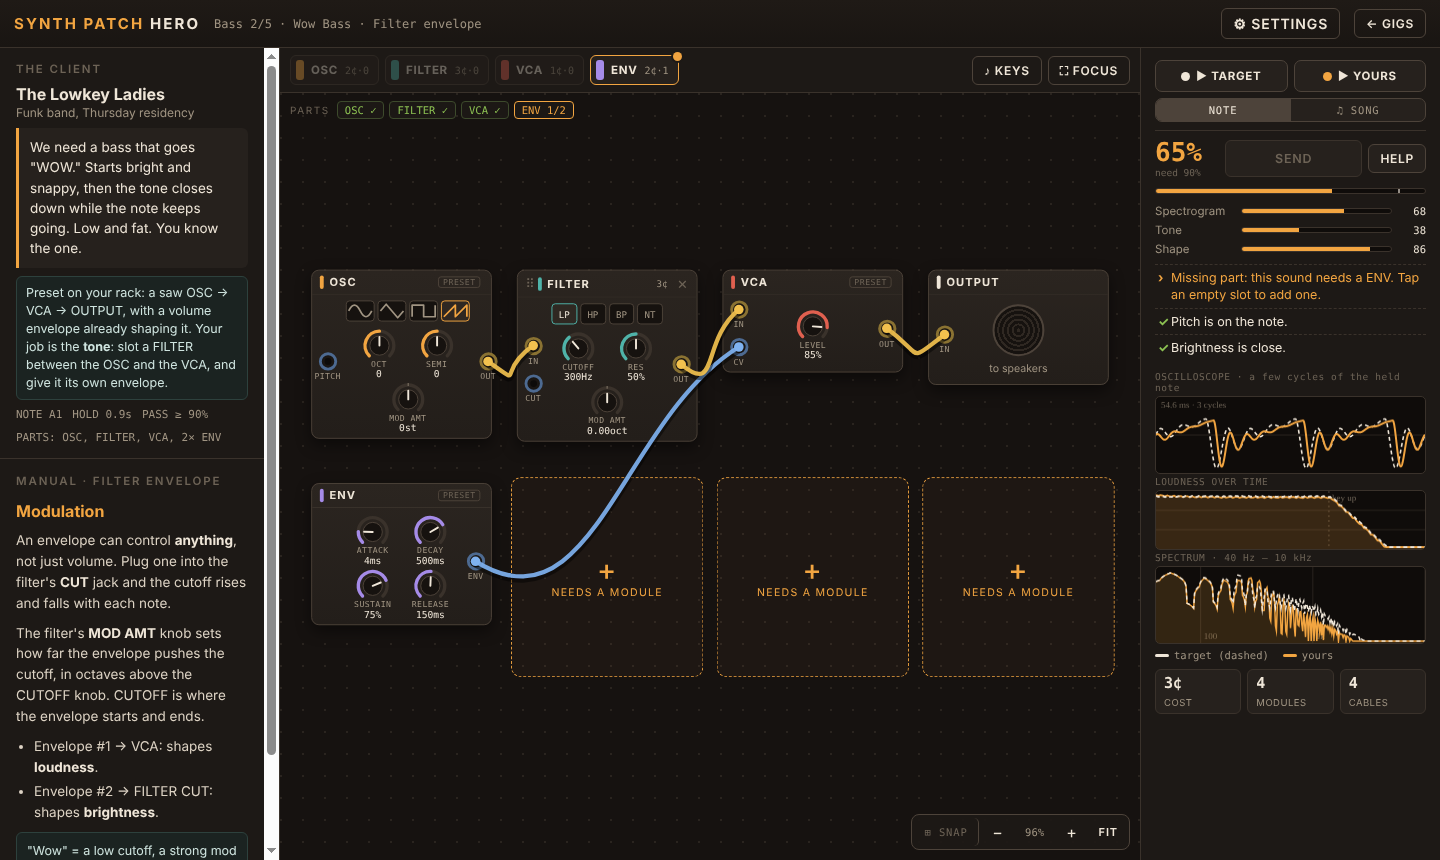 SYNTH PATCH HERO
Bass 2/5 · Wow Bass · Filter envelope
⚙ SETTINGS
← GIGS
THE CLIENT
The Lowkey Ladies
Funk band, Thursday residency
We need a bass that goes
"WOW." Starts bright and
snappy, then the tone closes
down while the note keeps
going. Low and fat. You know
the one.
Preset on your rack: a saw OSC →
VCA → OUTPUT, with a volume
envelope already shaping it. Your
job is the tone: slot a FILTER
between the OSC and the VCA, and
give it its own envelope.
NOTE A1 HOLD 0.9s PASS ≥ 90%
PARTS: OSC, FILTER, VCA, 2× ENV
MANUAL · FILTER ENVELOPE
Modulation
An envelope can control anything,
not just volume. Plug one into the
filter's CUT jack and the cutoff rises
and falls with each note.
The filter's MOD AMT knob sets
how far the envelope pushes the
cutoff, in octaves above the
CUTOFF knob. CUTOFF is where
the envelope starts and ends.
• Envelope #1 → VCA: shapes
loudness.
• Envelope #2 → FILTER CUT:
shapes brightness.
"Wow" = a low cutoff, a strong mod
OSC 2¢·0
FILTER 3¢·0
VCA 1¢·0
ENV 2¢·1
♪ KEYS
⛶ FOCUS
PARTS
OSC ✓
FILTER ✓
VCA ✓
ENV 1/2
OSC
PRESET
OCT
0
SEMI
0
PITCH
OUT
MOD AMT
0st
FILTER
3¢ ✕
LP
HP
BP
NT
IN
CUTOFF
300Hz
RES
50%
OUT
CUT
MOD AMT
0.00oct
VCA
PRESET
IN
CV
LEVEL
85%
OUT
OUTPUT
IN
to speakers
ENV
PRESET
ATTACK
4ms
DECAY
500ms
ENV
SUSTAIN
75%
RELEASE
150ms
+
NEEDS A MODULE
+
NEEDS A MODULE
+
NEEDS A MODULE
⊞ SNAP
−
96%
+
FIT
▶ TARGET
▶ YOURS
NOTE
♫ SONG
65%
need 90%
SEND
HELP
Spectrogram 68
Tone 38
Shape 86
› Missing part: this sound needs a ENV. Tap
an empty slot to add one.
✓ Pitch is on the note.
✓ Brightness is close.
OSCILLOSCOPE · a few cycles of the held
note
54.6 ms · 3 cycles
LOUDNESS OVER TIME
key up
SPECTRUM · 40 Hz – 10 kHz
100
target (dashed)
yours
3¢
COST
4
MODULES
4
CABLES